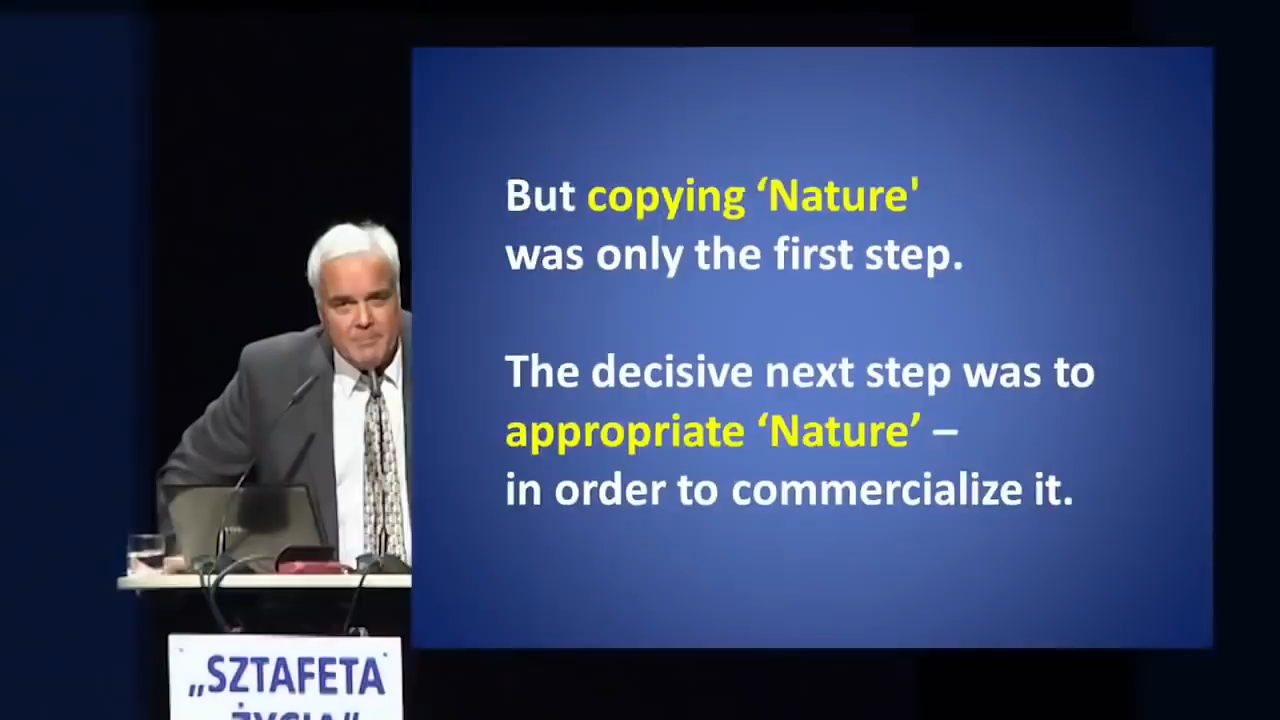 But copying ‘Nature'
was only the first step.
The decisive next step was to
appropriate ‘Nature’ –
in order to commercialize it.
„SZTAFETA
ŻYCIA”